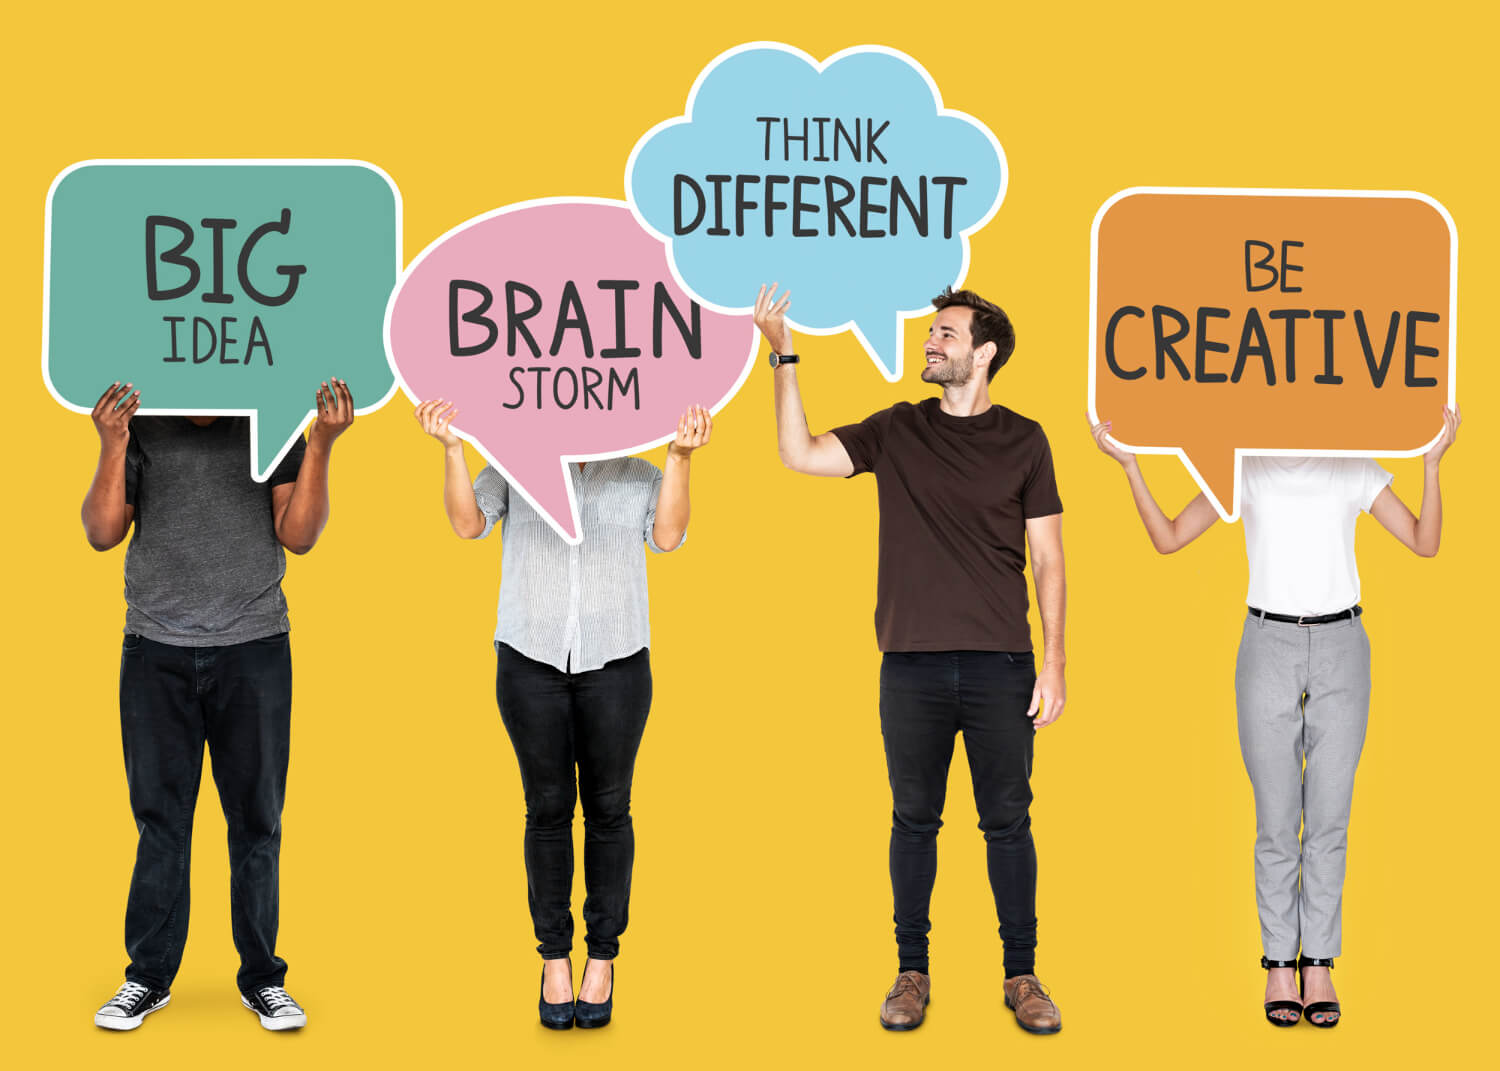 BIG
IDEA
BRAIN
STORM
THINK
DIFFERENT
BE
CREATIVE